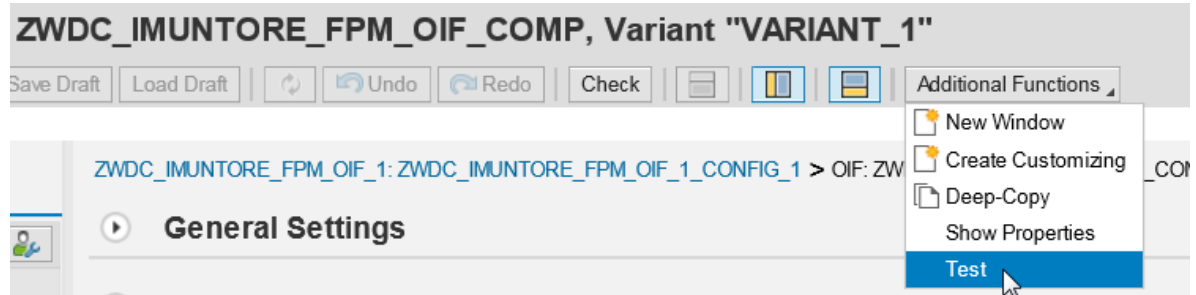 ZWDC_IMUNTORE_FPM_OIF_COMP, Variant "VARIANT_1"
Save Draft Load Draft Undo Redo Check Additional Functions
New Window
Create Customizing
Deep-Copy
Show Properties
Test
ZWDC_IMUNTORE_FPM_OIF_1: ZWDC_IMUNTORE_FPM_OIF_1_CONFIG_1 > OIF: ZW
General Settings